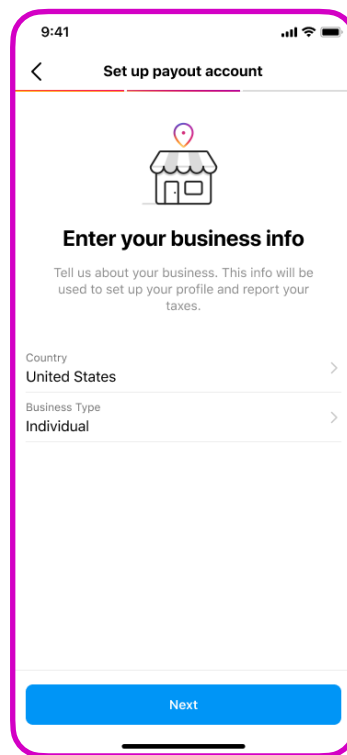 9:41
Set up payout account
Enter your business info
Tell us about your business. This info will be
used to set up your profile and report your
taxes.
Country
United States
Business Type
Individual
Next